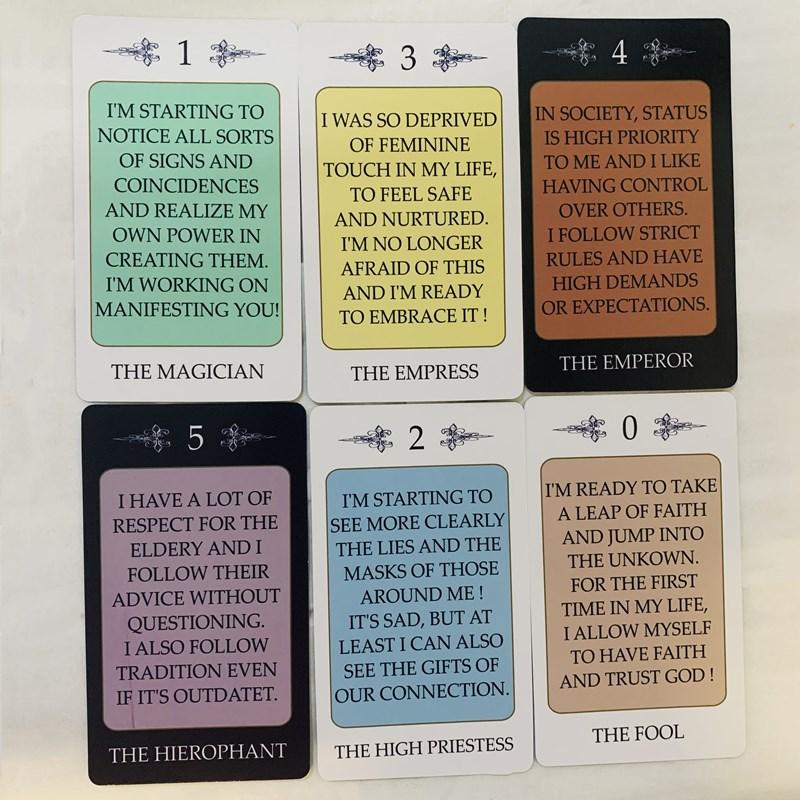 1
I'M STARTING TO
NOTICE ALL SORTS
OF SIGNS AND
COINCIDENCES
AND REALIZE MY
OWN POWER IN
CREATING THEM.
I'M WORKING ON
MANIFESTING YOU!
THE MAGICIAN
3
I WAS SO DEPRIVED
OF FEMININE
TOUCH IN MY LIFE,
TO FEEL SAFE
AND NURTURED.
I'M NO LONGER
AFRAID OF THIS
AND I'M READY
TO EMBRACE IT !
THE EMPRESS
4
IN SOCIETY, STATUS
IS HIGH PRIORITY
TO ME AND I LIKE
HAVING CONTROL
OVER OTHERS.
I FOLLOW STRICT
RULES AND HAVE
HIGH DEMANDS
OR EXPECTATIONS.
THE EMPEROR
5
I HAVE A LOT OF
RESPECT FOR THE
ELDERY AND I
FOLLOW THEIR
ADVICE WITHOUT
QUESTIONING.
I ALSO FOLLOW
TRADITION EVEN
IF IT'S OUTDATET.
THE HIEROPHANT
2
I'M STARTING TO
SEE MORE CLEARLY
THE LIES AND THE
MASKS OF THOSE
AROUND ME !
IT'S SAD, BUT AT
LEAST I CAN ALSO
SEE THE GIFTS OF
OUR CONNECTION.
THE HIGH PRIESTESS
0
I'M READY TO TAKE
A LEAP OF FAITH
AND JUMP INTO
THE UNKOWN.
FOR THE FIRST
TIME IN MY LIFE,
I ALLOW MYSELF
TO HAVE FAITH
AND TRUST GOD !
THE FOOL